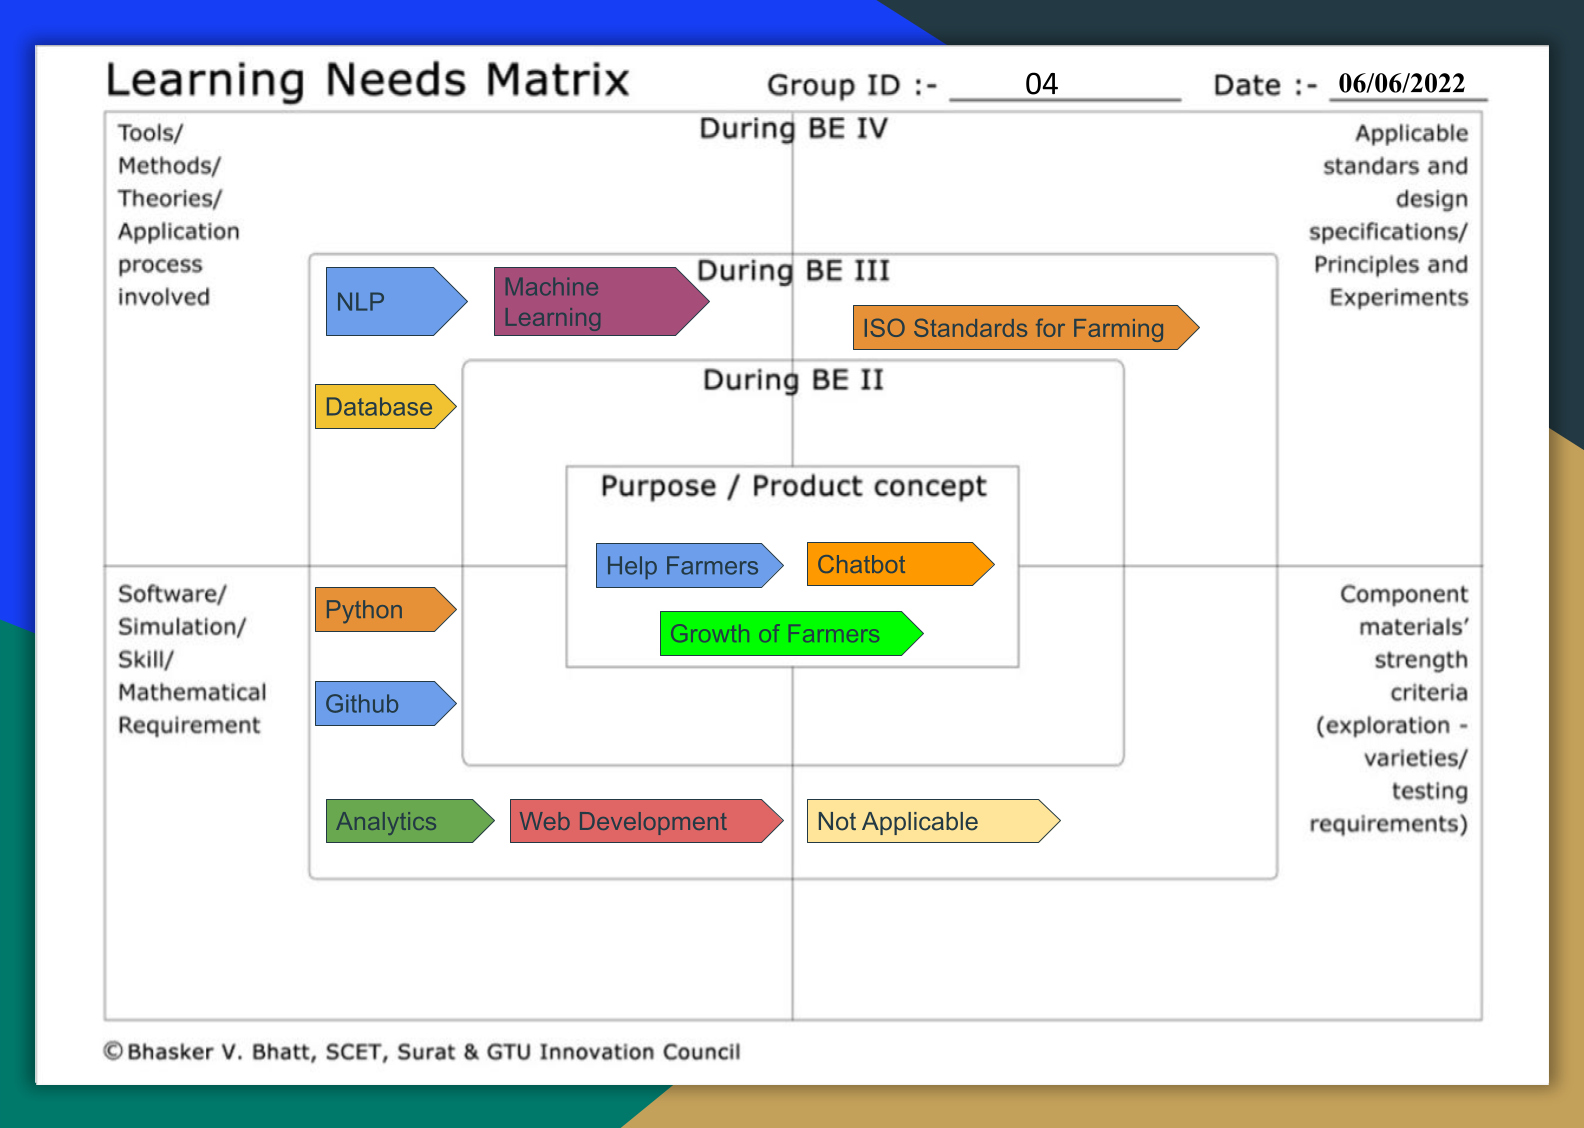 Learning Needs Matrix
Group ID :- 04
Date :- 06/06/2022
Tools/
Methods/
Theories/
Application
process
involved
During BE IV
Applicable
standars and
design
specifications/
Principles and
Experiments
During BE III
NLP
Machine
Learning
ISO Standards for Farming
Database
During BE II
Purpose / Product concept
Help Farmers
Chatbot
Growth of Farmers
Software/
Simulation/
Skill/
Mathematical
Requirement
Python
Github
Analytics
Web Development
Not Applicable
Component
materials’
strength
criteria
(exploration -
varieties/
testing
requirements)
© Bhasker V. Bhatt, SCET, Surat & GTU Innovation Council